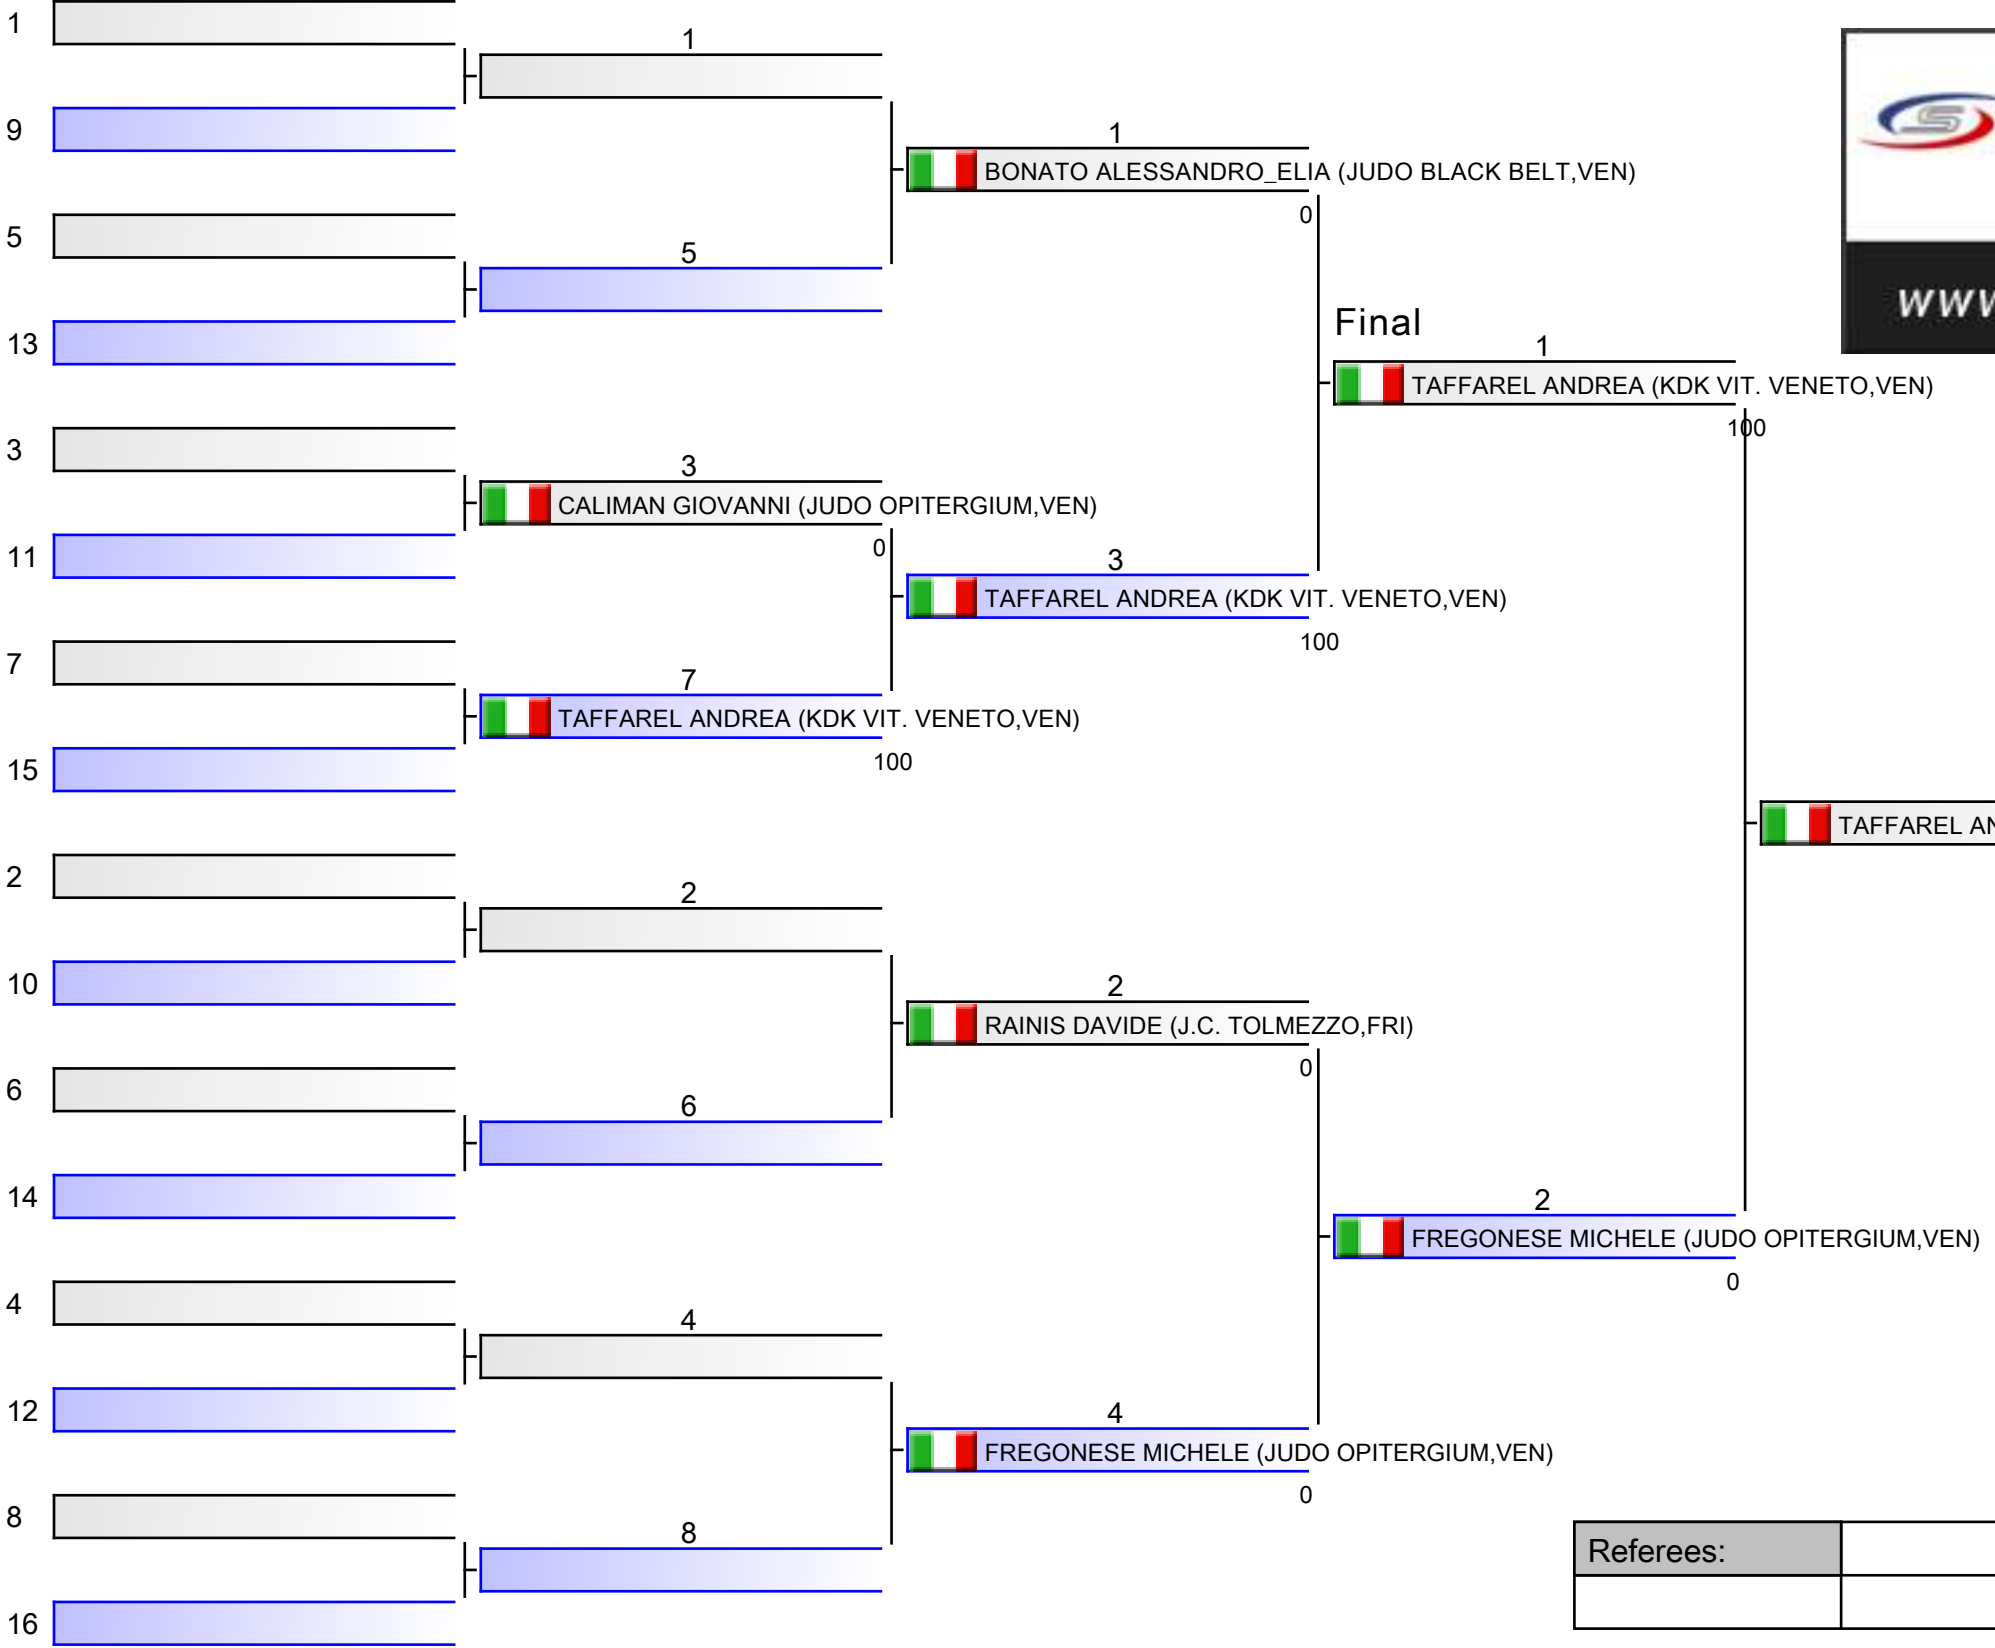 1
1
9
1
BONATO ALESSANDRO_ELIA (JUDO BLACK BELT,VEN)
0
5
5
13
Final
1
TAFFAREL ANDREA (KDK VIT. VENETO,VEN)
100
3
3
CALIMAN GIOVANNI (JUDO OPITERGIUM,VEN)
0
11
3
TAFFAREL ANDREA (KDK VIT. VENETO,VEN)
100
7
7
TAFFAREL ANDREA (KDK VIT. VENETO,VEN)
100
15
TAFFAREL AN
2
2
10
2
RAINIS DAVIDE (J.C. TOLMEZZO,FRI)
0
6
6
14
2
FREGONESE MICHELE (JUDO OPITERGIUM,VEN)
0
4
4
12
4
FREGONESE MICHELE (JUDO OPITERGIUM,VEN)
0
8
8
16
Referees:
S
www